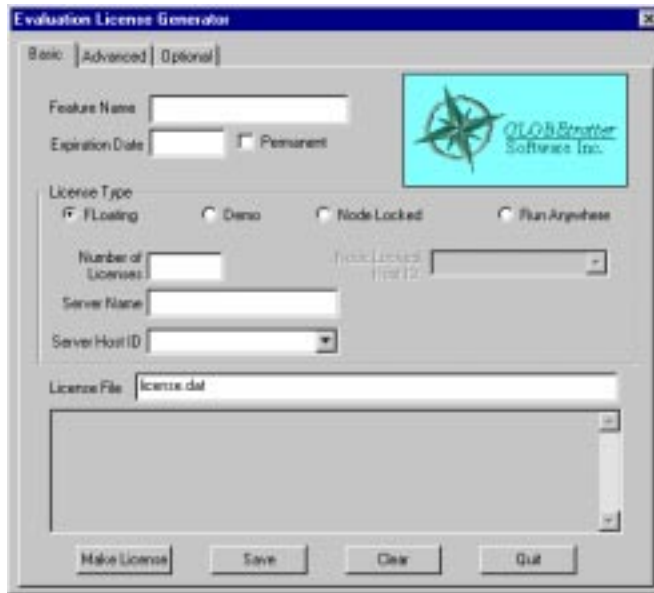 Evaluation License Generator
Basic Advanced Optional
Feature Name
Expiration Date Permanent
GLOBEtrotter
Software Inc.
License Type
FLoating Demo Node Locked Run Anywhere
Number of
Licenses
Node Locked
Host ID
Server Name
Server Host ID
License File license.dat
Make License Save Clear Quit